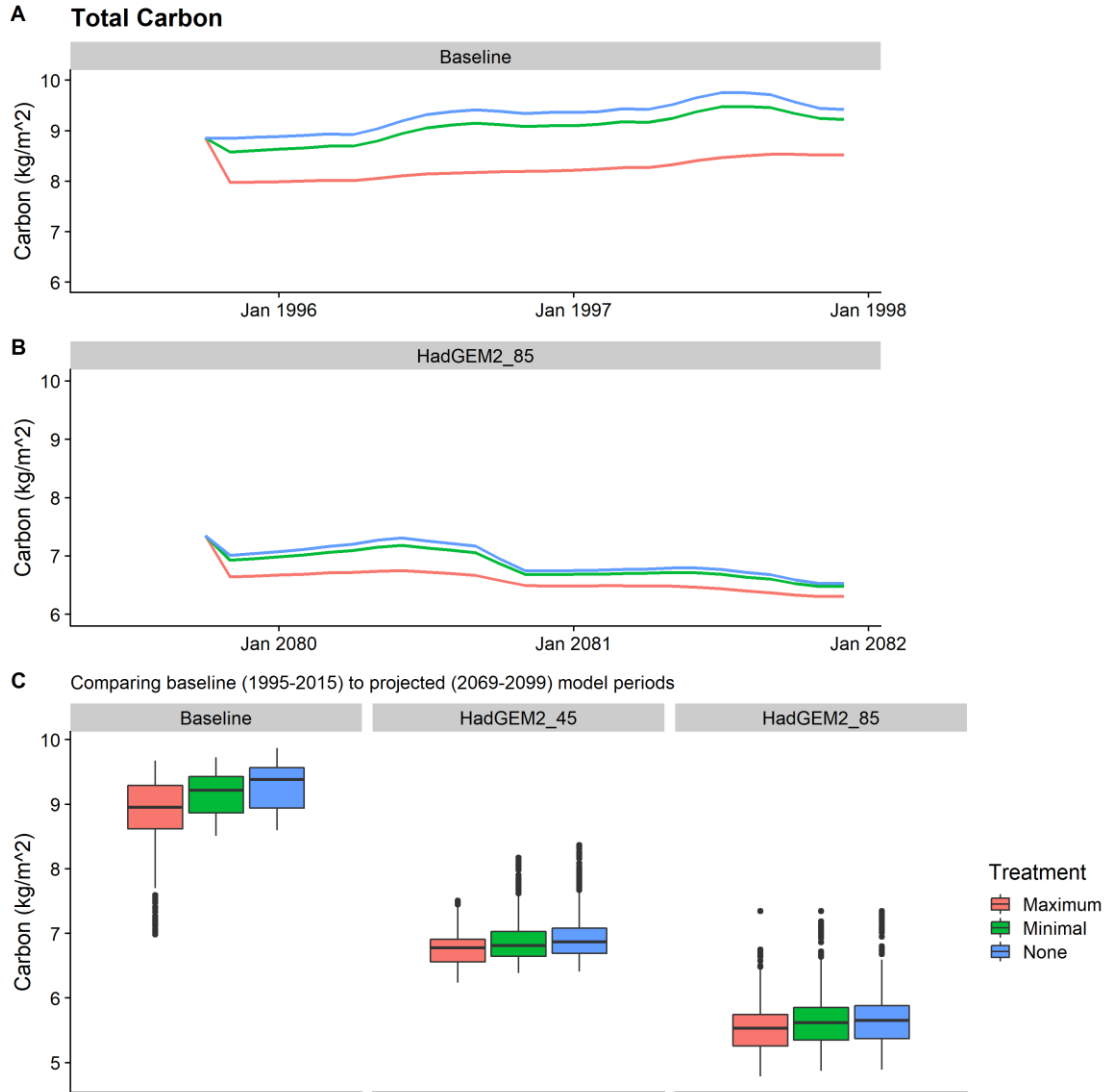 A Total Carbon
Baseline
Carbon (kg/m^2)
10
9
8
7
6
Jan 1996 Jan 1997 Jan 1998
B
HadGEM2_85
Carbon (kg/m^2)
10
9
8
7
6
Jan 2080 Jan 2081 Jan 2082
C Comparing baseline (1995-2015) to projected (2069-2099) model periods
Baseline HadGEM2_45 HadGEM2_85
Carbon (kg/m^2)
10
9
8
7
6
5
Treatment
Maximum
Minimal
None